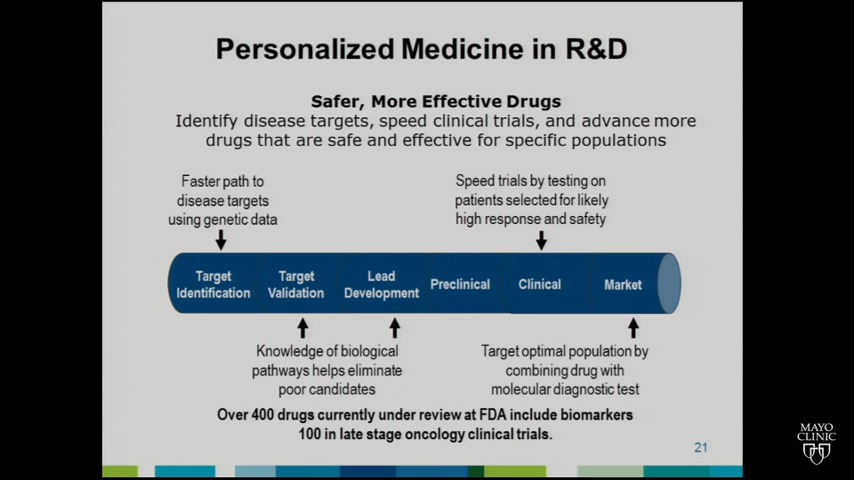 Personalized Medicine in R&D
Safer, More Effective Drugs
Identify disease targets, speed clinical trials, and advance more
drugs that are safe and effective for specific populations
Faster path to
disease targets
using genetic data
Speed trials by testing on
patients selected for likely
high response and safety
Target
Identification
Target
Validation
Lead
Development
Preclinical
Clinical
Market
Knowledge of biological
pathways helps eliminate
poor candidates
Target optimal population by
combining drug with
molecular diagnostic test
Over 400 drugs currently under review at FDA include biomarkers
100 in late stage oncology clinical trials.
21
MAYO
CLINIC